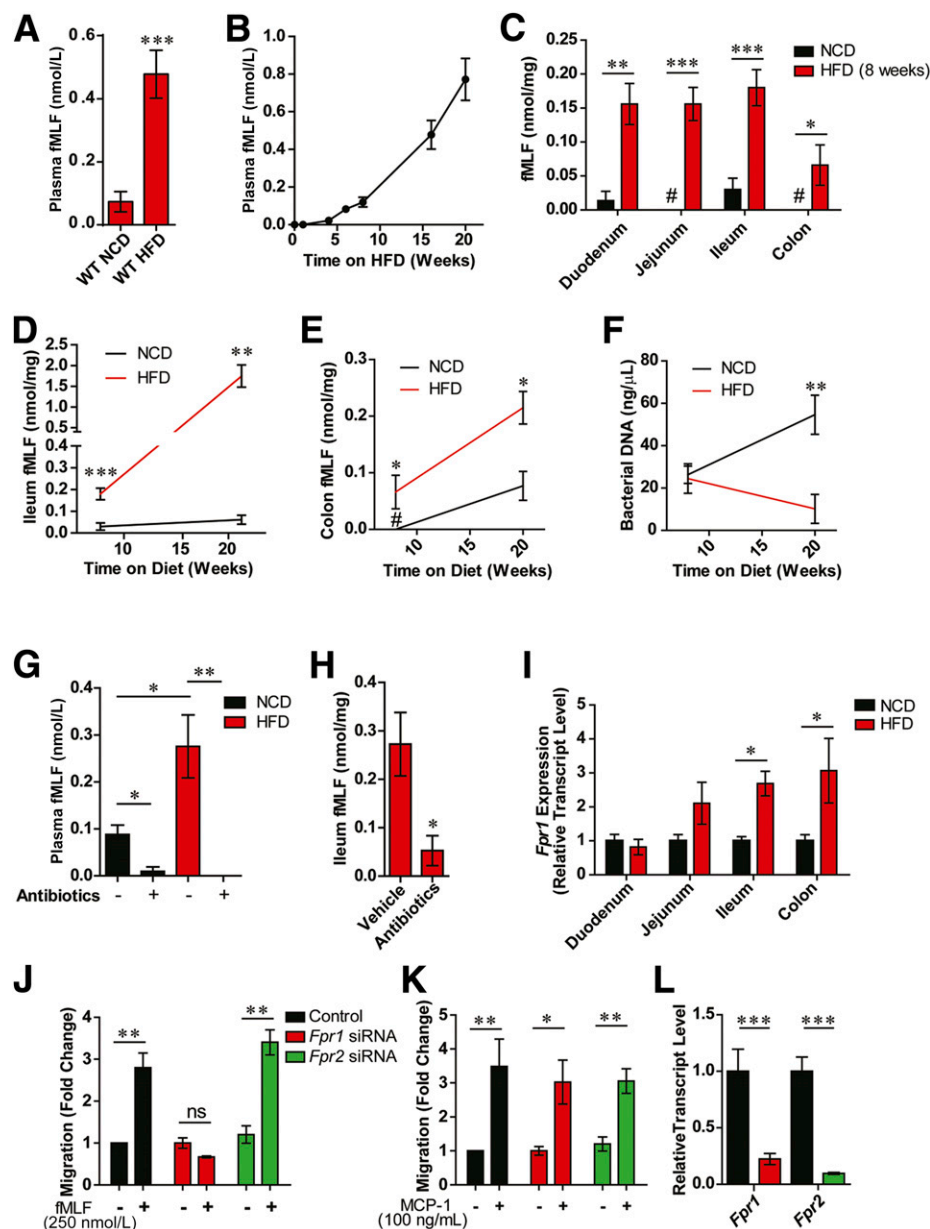 A
Plasma fMLF (nmol/L)
0.6
0.4
0.2
0.0
***
WT NCD
WT HFD
B
Plasma fMLF (nmol/L)
1.0
0.8
0.6
0.4
0.2
0.0
0 5 10 15 20
Time on HFD (Weeks)
C
fMLF (nmol/mg)
0.20
0.15
0.10
0.05
0.00
** *** *** *
# #
NCD
HFD (8 weeks)
Duodenum
Jejunum
Ileum
Colon
D
Ileum fMLF (nmol/mg)
2.5
2.0
1.5
1.0
0.5
0.2
0.1
0.0
NCD
HFD
**
***
10 15 20
Time on Diet (Weeks)
E
Colon fMLF (nmol/mg)
0.3
0.2
0.1
0.0
NCD
HFD
*
*
#
10 15 20
Time on Diet (Weeks)
F
Bacterial DNA (ng/μL)
80
60
40
20
0
NCD
HFD
**
10 15 20
Time on Diet (Weeks)
G
Plasma fMLF (nmol/L)
0.4
0.3
0.2
0.1
0.0
**
*
*
NCD
HFD
Antibiotics - + - +
H
Ileum fMLF (nmol/mg)
0.4
0.3
0.2
0.1
0.0
*
Vehicle
Antibiotics
I
Fpr1 Expression
(Relative Transcript Level)
5
4
3
2
1
0
*
*
NCD
HFD
Duodenum
Jejunum
Ileum
Colon
J
Migration (Fold Change)
4
3
2
1
0
** ns **
Control
Fpr1 siRNA
Fpr2 siRNA
fMLF - + - + - +
(250 nmol/L)
K
Migration (Fold Change)
5
4
3
2
1
0
** * **
MCP-1 - + - + - +
(100 ng/mL)
L
RelativeTranscript Level
1.5
1.0
0.5
0.0
*** ***
Fpr1
Fpr2